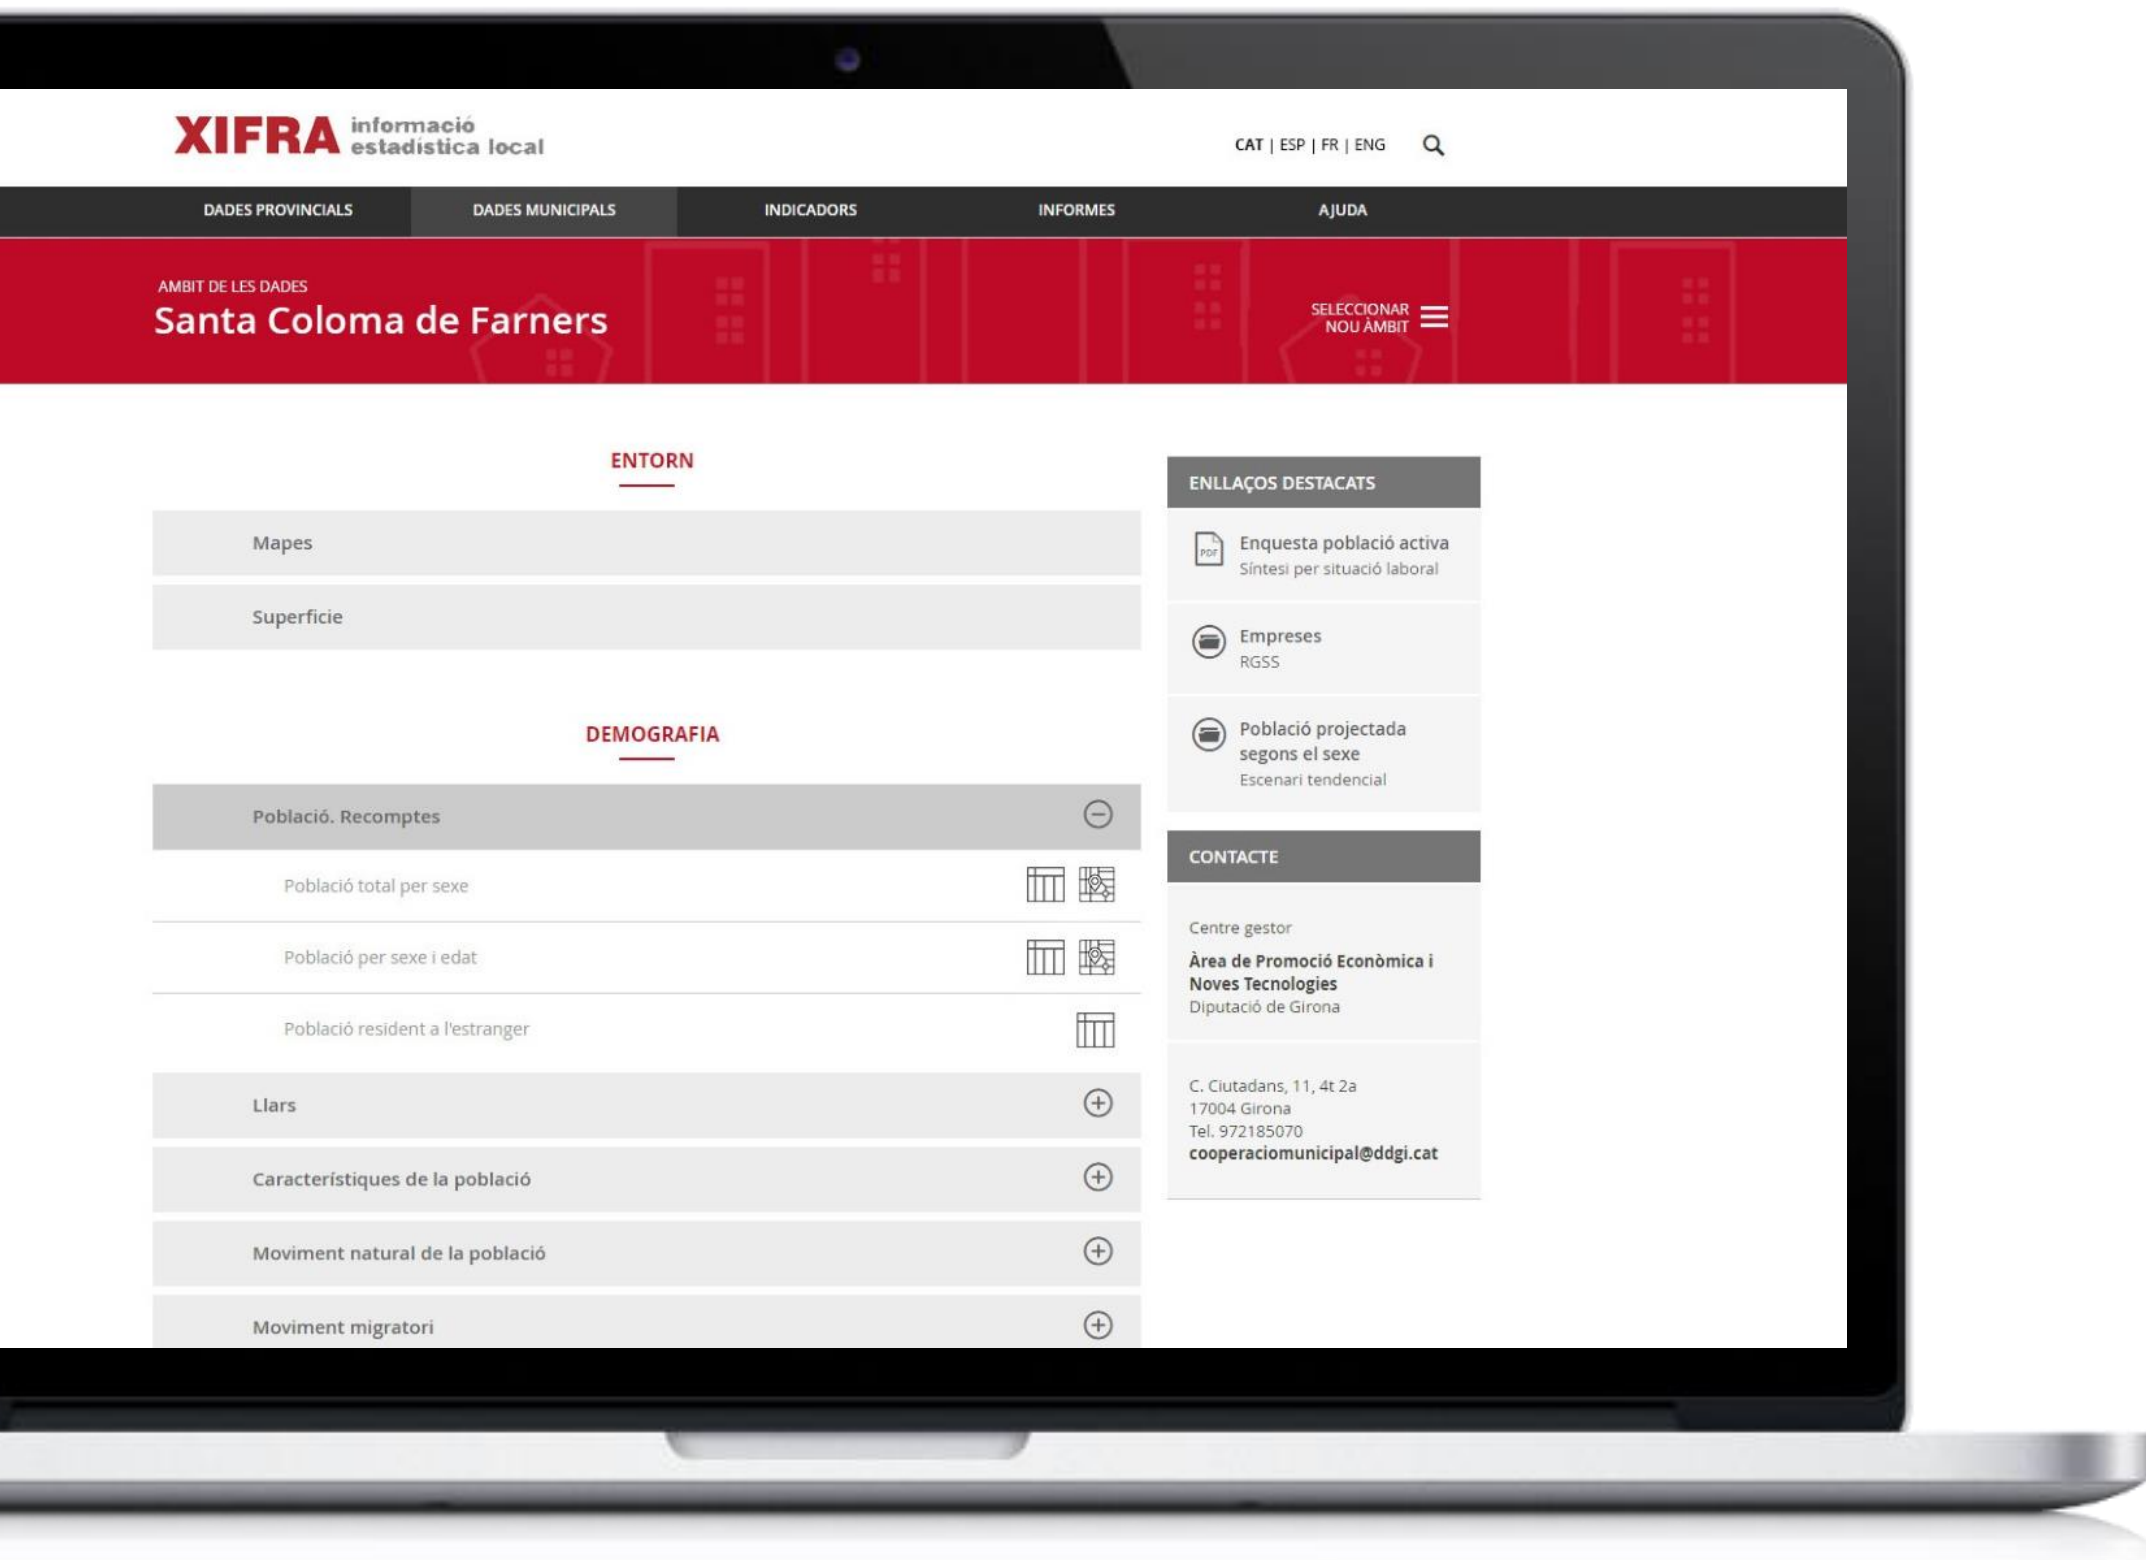 XIFRA informació
estadística local
CAT | ESP | FR | ENG
DADES PROVINCIALS
DADES MUNICIPALS
INDICADORS
INFORMES
AJUDA
AMBIT DE LES DADES
Santa Coloma de Farners
SELECCIONAR
NOU ÀMBIT
ENTORN
Mapes
Superficie
DEMOGRAFIA
Població. Recomptes
Població total per sexe
Població per sexe i edat
Població resident a l'estranger
Llars
Característiques de la població
Moviment natural de la població
Moviment migratori
ENLLAÇOS DESTACATS
PDF
Enquesta població activa
Síntesi per situació laboral
Empreses
RGSS
Població projectada
segons el sexe
Escenari tendencial
CONTACTE
Centre gestor
Àrea de Promoció Econòmica i
Noves Tecnologies
Diputació de Girona
C. Ciutadans, 11, 4t 2a
17004 Girona
Tel. 972185070
cooperaciomunicipal@ddgi.cat